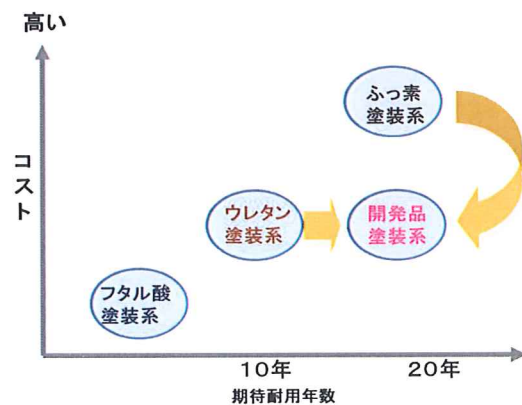 高い
コスト
ふっ素
塗装系
ウレタン
塗装系
開発品
塗装系
フタル酸
塗装系
10年
20年
期待耐用年数